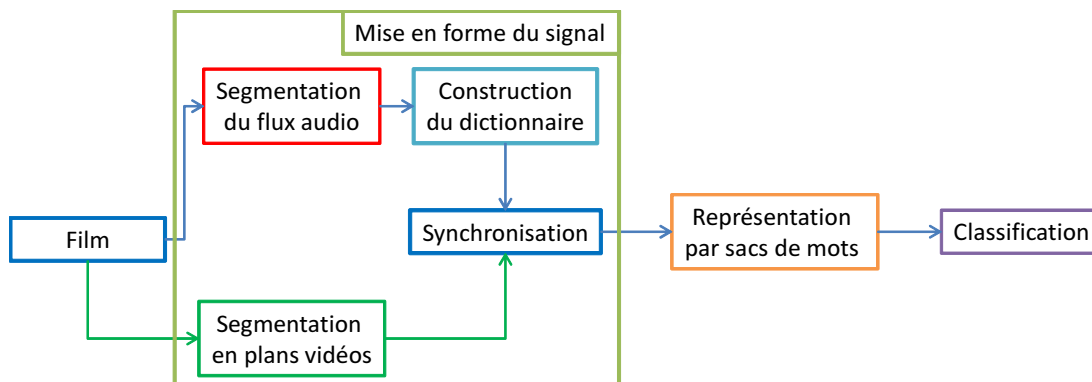 Mise en forme du signal
Segmentation
du flux audio
Construction
du dictionnaire
Film
Synchronisation
Représentation
par sacs de mots
Classification
Segmentation
en plans vidéos